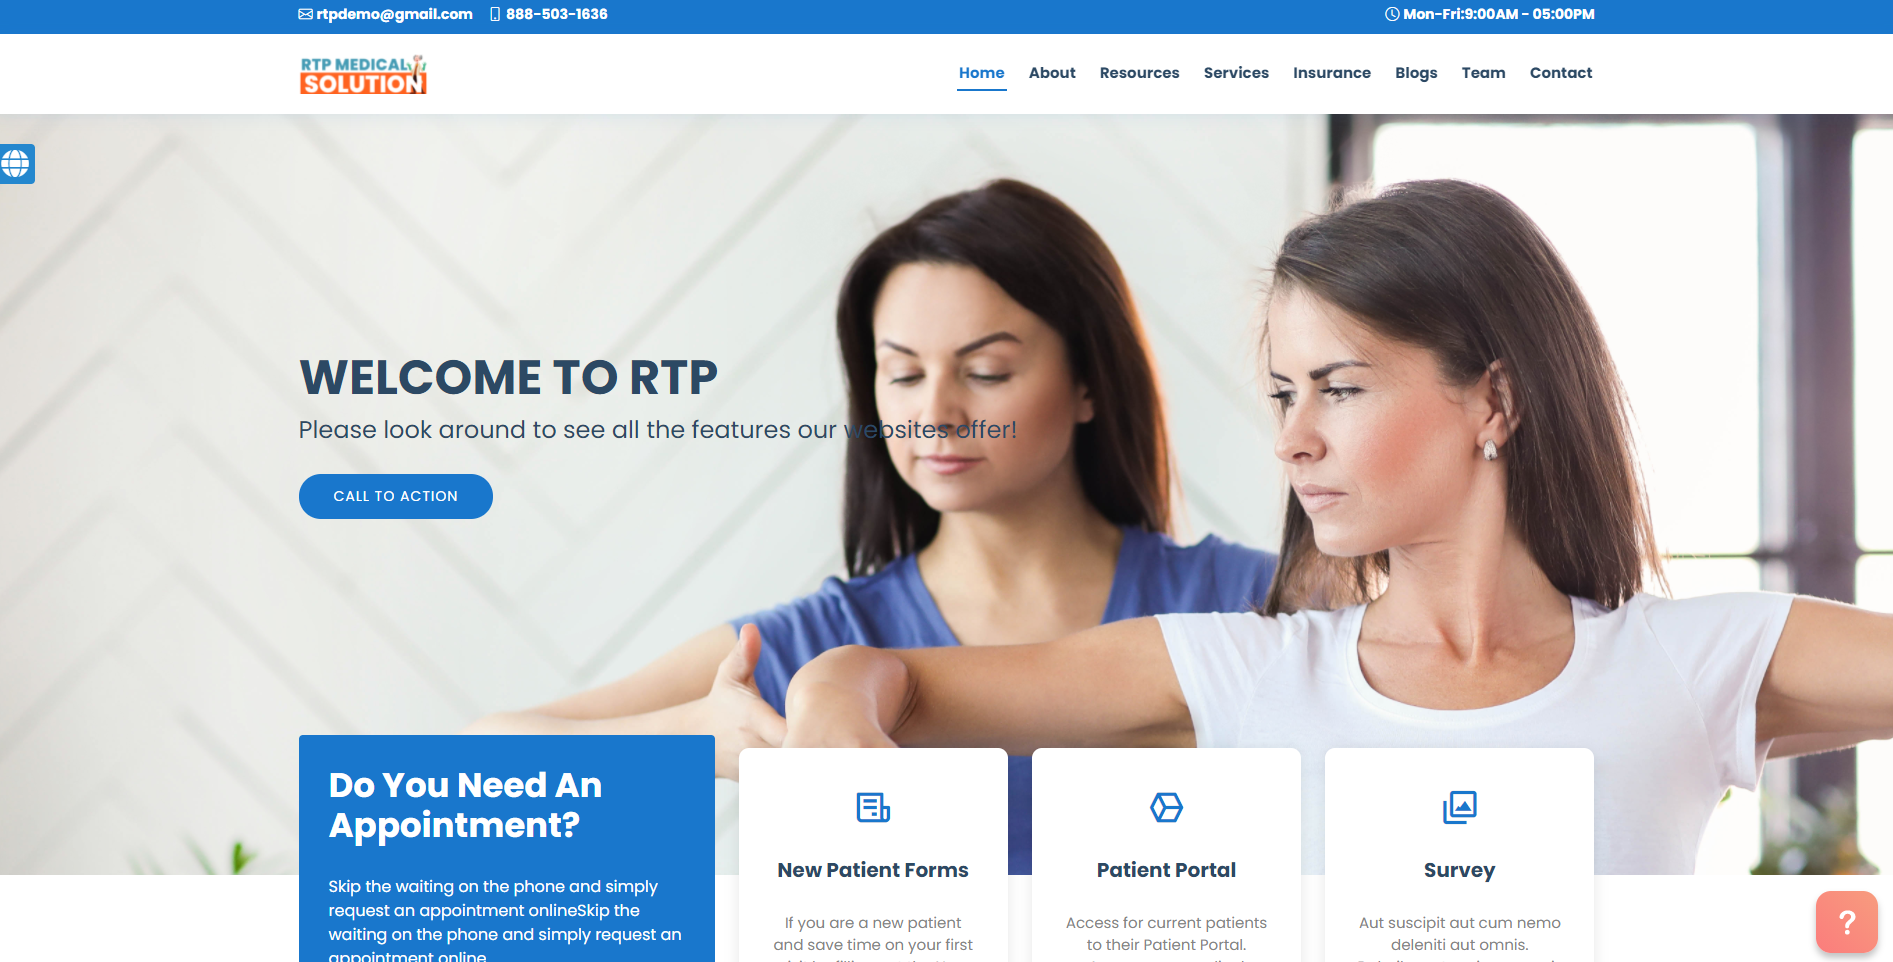 rtpdemo@gmail.com 888-503-1636 Mon-Fri:9:00AM - 05:00PM
RTP MEDICAL
SOLUTION
Home About Resources Services Insurance Blogs Team Contact
WELCOME TO RTP
Please look around to see all the features our websites offer!
CALL TO ACTION
Do You Need An
Appointment?
Skip the waiting on the phone and simply
request an appointment onlineSkip the
waiting on the phone and simply request an
appointment online
New Patient Forms
If you are a new patient
and save time on your first
Patient Portal
Access for current patients
to their Patient Portal.
Survey
Aut suscipit aut cum nemo
deleniti aut omnis.
?